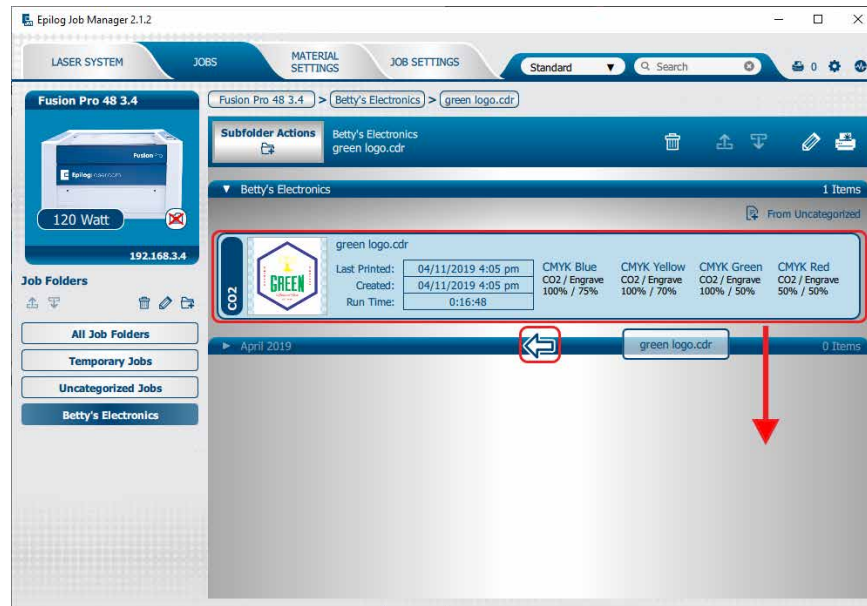 Epilog Job Manager 2.1.2
LASER SYSTEM
JOBS
MATERIAL
SETTINGS
JOB SETTINGS
Standard
Search
0
Fusion Pro 48 3.4
Fusion Pro 48 3.4 > Betty's Electronics > green logo.cdr
Subfolder Actions
Betty's Electronics
green logo.cdr
Fusion Pro
120 Watt
192.168.3.4
Betty's Electronics
1 Items
From Uncategorized
CO2
GREEN
green logo.cdr
Last Printed: 04/11/2019 4:05 pm
Created: 04/11/2019 4:05 pm
Run Time: 0:16:48
CMYK Blue
CO2 / Engrave
100% / 75%
CMYK Yellow
CO2 / Engrave
100% / 70%
CMYK Green
CO2 / Engrave
100% / 50%
CMYK Red
CO2 / Engrave
50% / 50%
April 2019
green logo.cdr
0 Items
Job Folders
All Job Folders
Temporary Jobs
Uncategorized Jobs
Betty's Electronics